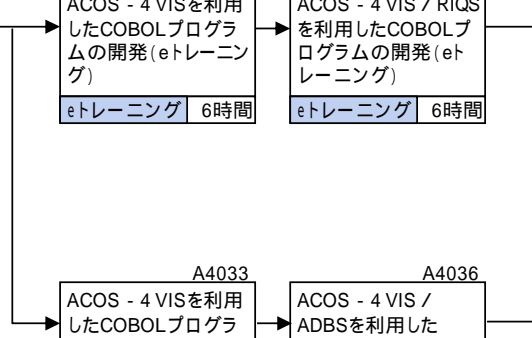 ACOS - 4 VISを利用
したCOBOLプログラ
ムの開発(eトレーニン
グ)
eトレーニング 6時間
ACOS - 4 VIS / RIQS
を利用したCOBOLプ
ログラムの開発(eト
レーニング)
eトレーニング 6時間
A4033
ACOS - 4 VISを利用
したCOBOLプログラ
A4036
ACOS - 4 VIS /
ADBSを利用した